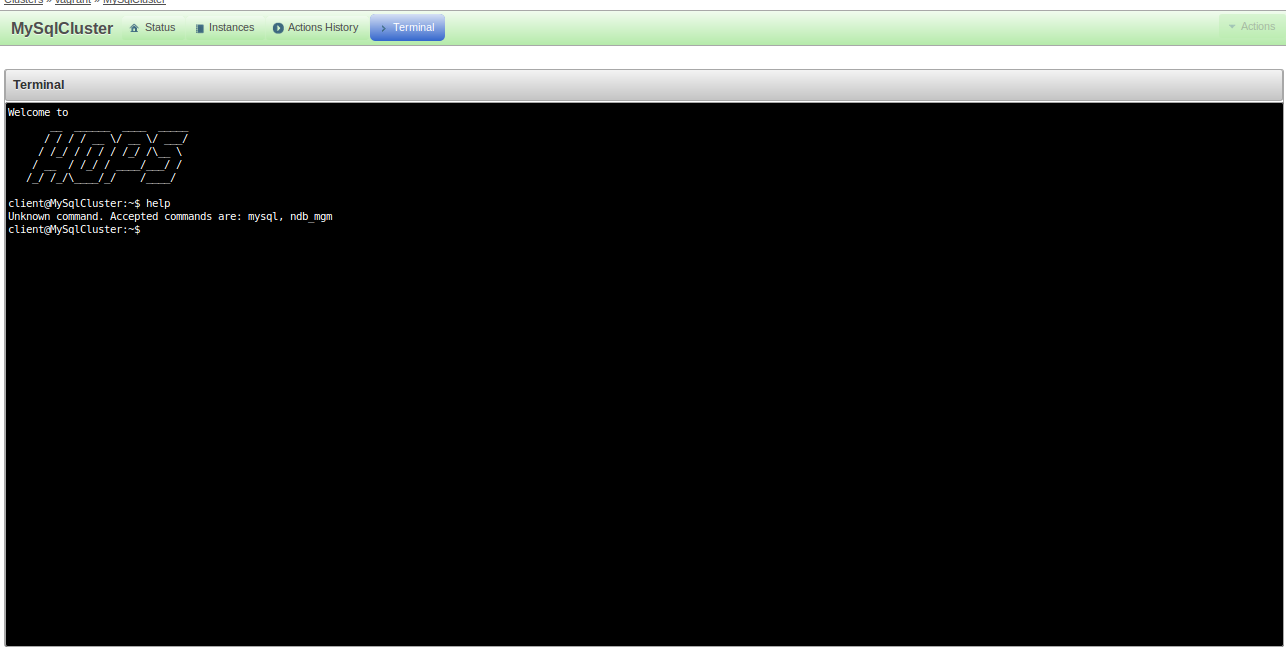 Clusters » vagrant » MySqlCluster
MySqlCluster Status Instances Actions History Terminal Actions
Terminal
Welcome to
HOPS
client@MySqlCluster:~$ help
Unknown command. Accepted commands are: mysql, ndb_mgm
client@MySqlCluster:~$